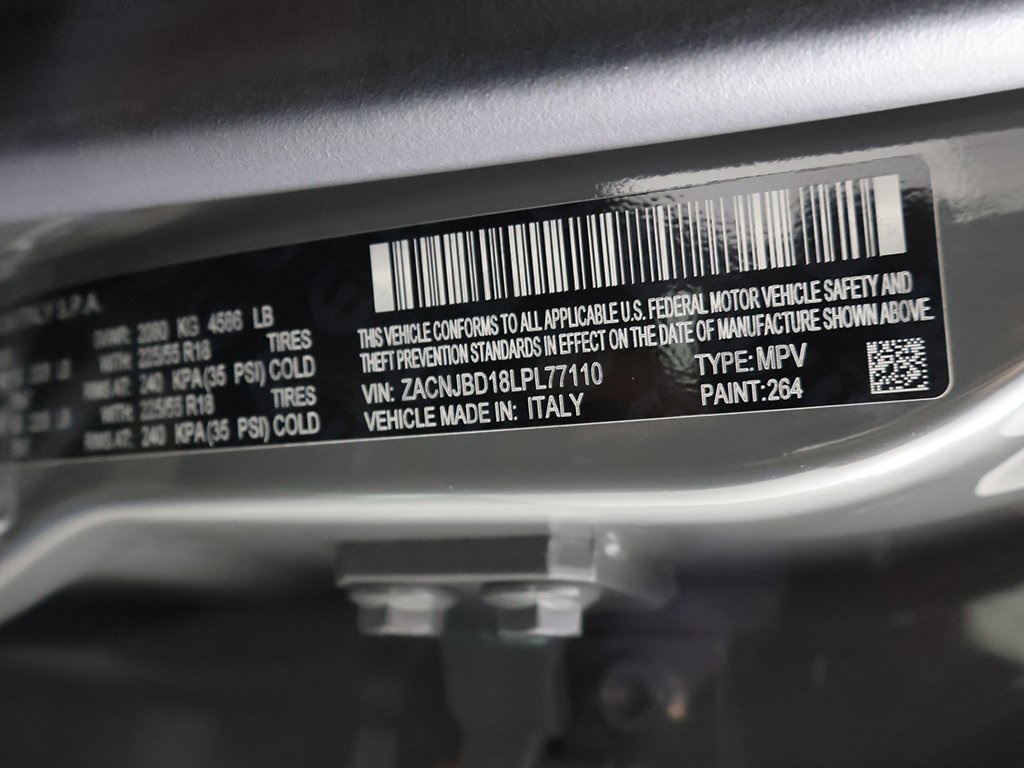 2080 KG 4586 LB
WITH: 225/55 R18 TIRES
240 KPA(35 PSI) COLD
WITH: 225/55 R18 TIRES
RIMS AT: 240 KPA(35 PSI) COLD
THIS VEHICLE CONFORMS TO ALL APPLICABLE U.S. FEDERAL MOTOR VEHICLE SAFETY AND
THEFT PREVENTION STANDARDS IN EFFECT ON THE DATE OF MANUFACTURE SHOWN ABOVE.
VIN: ZACNJBD18LPL77110 TYPE: MPV
VEHICLE MADE IN: ITALY PAINT:264